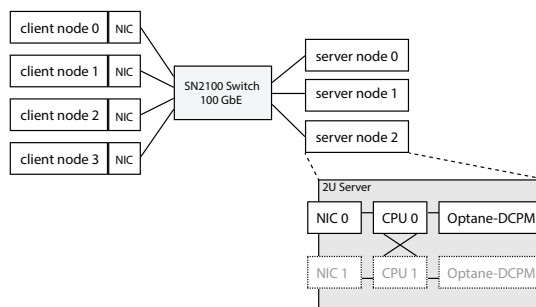 client node 0 NIC
client node 1 NIC
client node 2 NIC
client node 3 NIC
SN2100 Switch
100 GbE
server node 0
server node 1
server node 2
2U Server
NIC 0 CPU 0 Optane-DCPM
NIC 1 CPU 1 Optane-DCPM